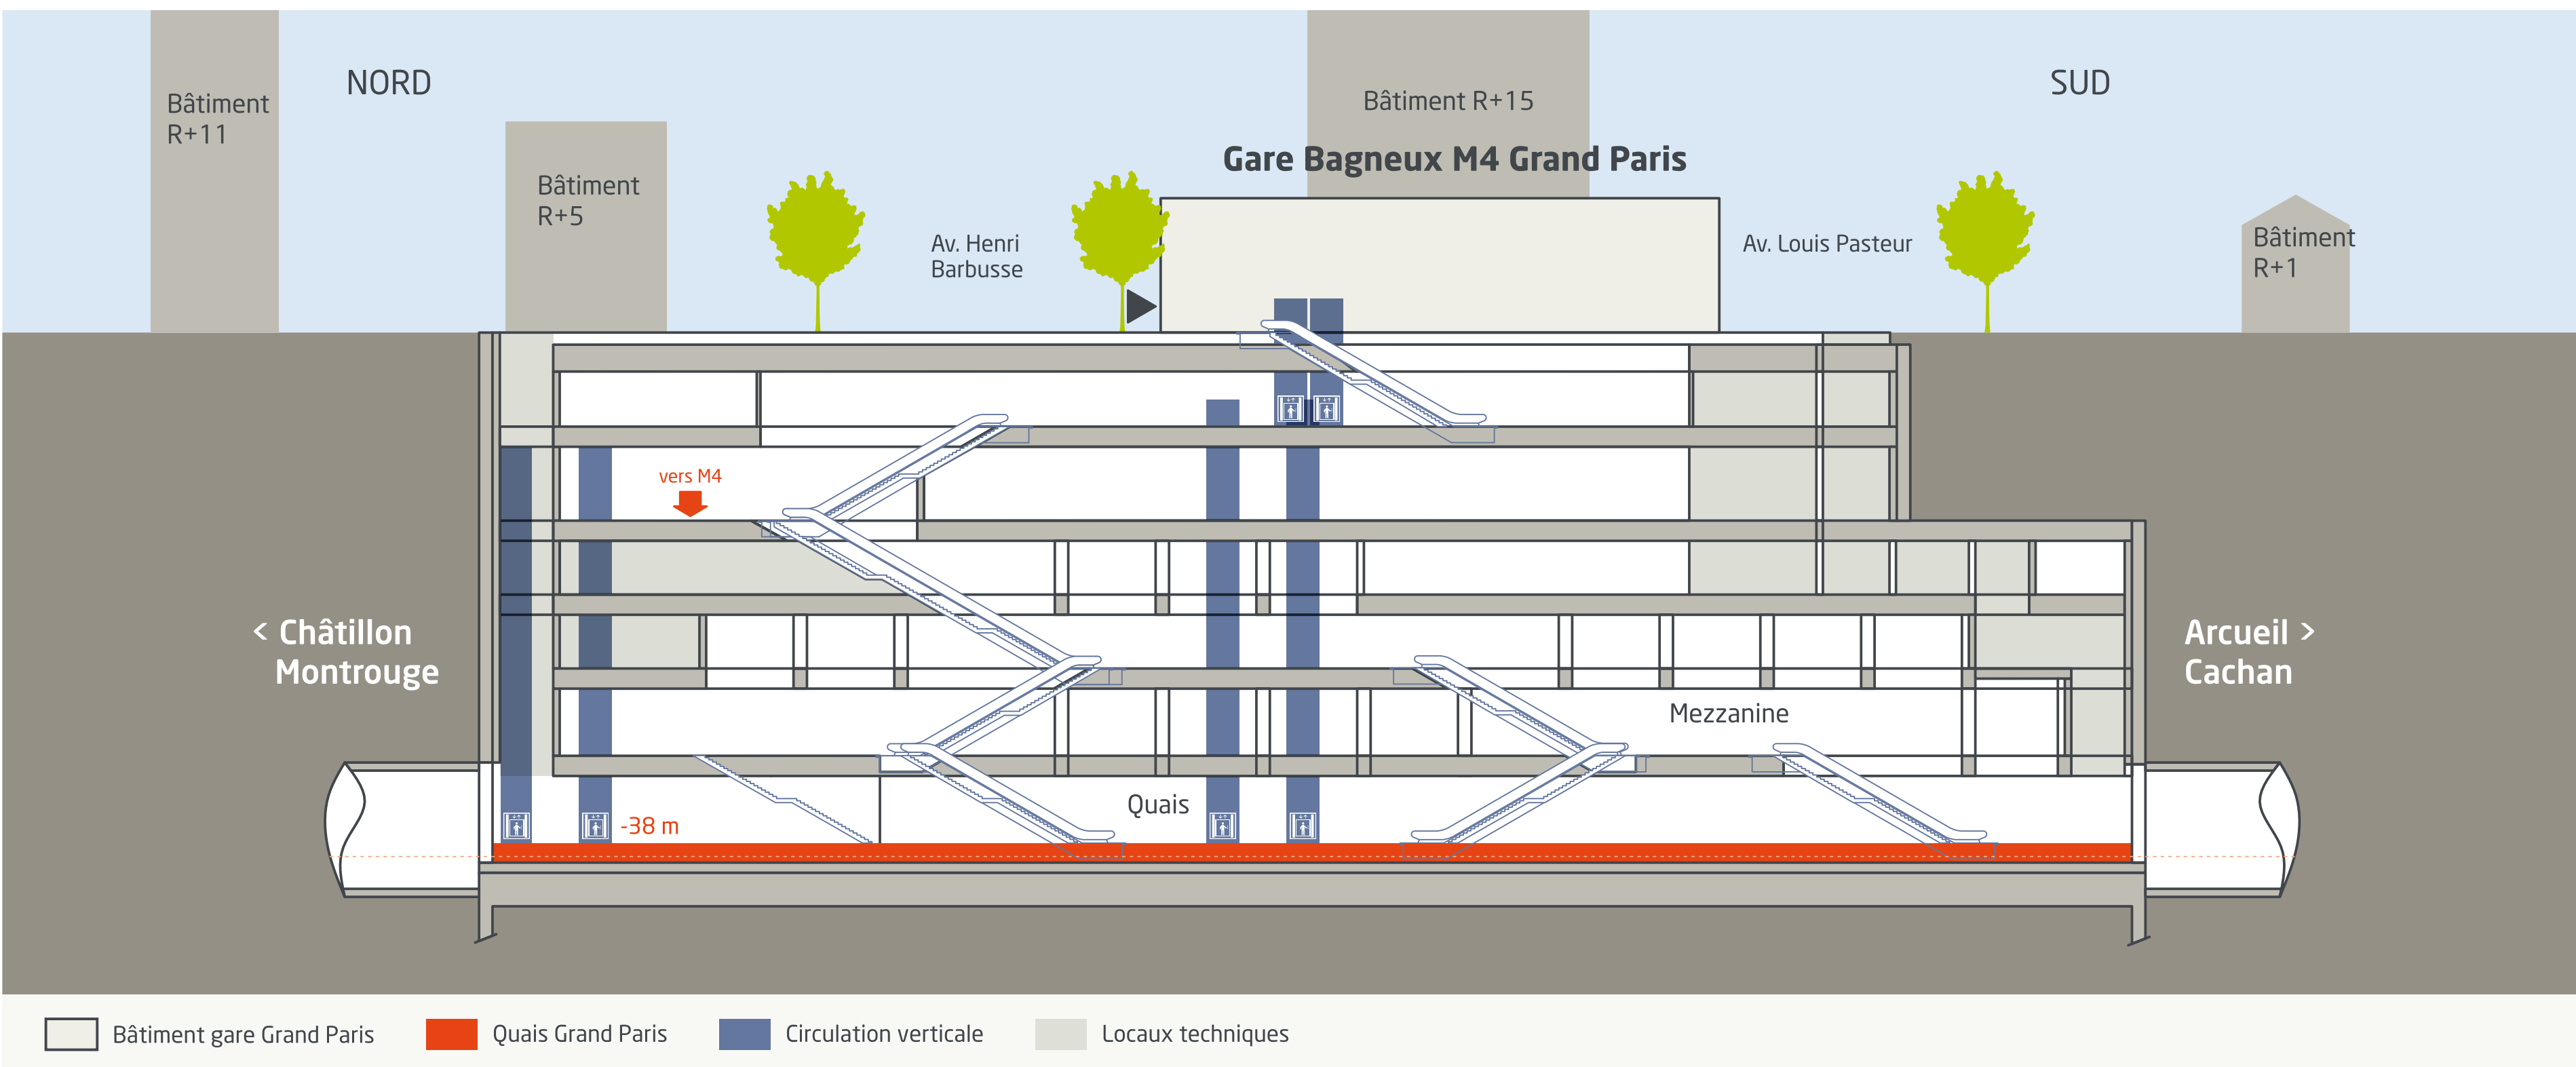 NORD
SUD
Bâtiment
R+11
Bâtiment R+15
Gare Bagneux M4 Grand Paris
Bâtiment
R+5
Av. Henri
Barbusse
Av. Louis Pasteur
Bâtiment
R+1
vers M4
< Châtillon
Montrouge
Arcueil >
Cachan
Mezzanine
Quais
-38 m
Bâtiment gare Grand Paris
Quais Grand Paris
Circulation verticale
Locaux techniques